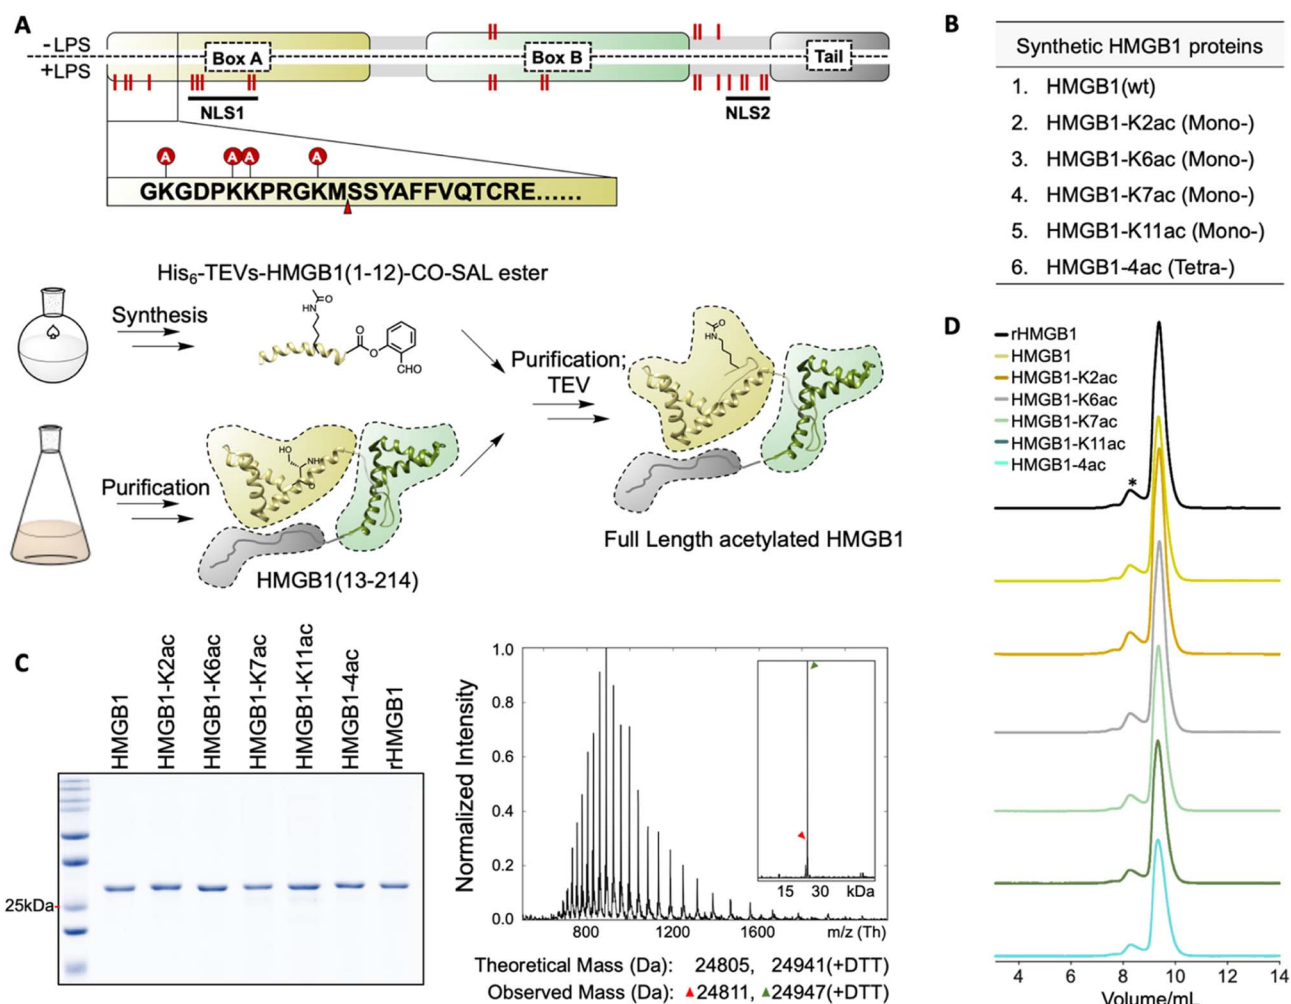 A
- LPS
+LPS
Box A
Box B
Tail
NLS1
NLS2
A A A A
GKGDPKKPRGKMSSYAFFVQTCRE......
His6-TEVs-HMGB1(1-12)-CO-SAL ester
Synthesis
HN
O
O
O
CHO
Purification;
TEV
O
HN
Purification
HO
NH
O
HMGB1(13-214)
Full Length acetylated HMGB1
B
Synthetic HMGB1 proteins
1. HMGB1(wt)
2. HMGB1-K2ac (Mono-)
3. HMGB1-K6ac (Mono-)
4. HMGB1-K7ac (Mono-)
5. HMGB1-K11ac (Mono-)
6. HMGB1-4ac (Tetra-)
C
HMGB1
HMGB1-K2ac
HMGB1-K6ac
HMGB1-K7ac
HMGB1-K11ac
HMGB1-4ac
rHMGB1
25kDa
Normalized Intensity
1.0
0.8
0.6
0.4
0.2
0.0
15 30 kDa
800 1200 1600 m/z (Th)
Theoretical Mass (Da): 24805, 24941(+DTT)
Observed Mass (Da): ▲24811, ▲24947(+DTT)
D
rHMGB1
HMGB1
HMGB1-K2ac
HMGB1-K6ac
HMGB1-K7ac
HMGB1-K11ac
HMGB1-4ac
*
4 6 8 10 12 14
Volume/mL